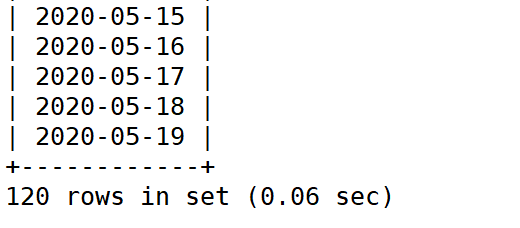 | 2020-05-15 |
| 2020-05-16 |
| 2020-05-17 |
| 2020-05-18 |
| 2020-05-19 |
+------------+
120 rows in set (0.06 sec)